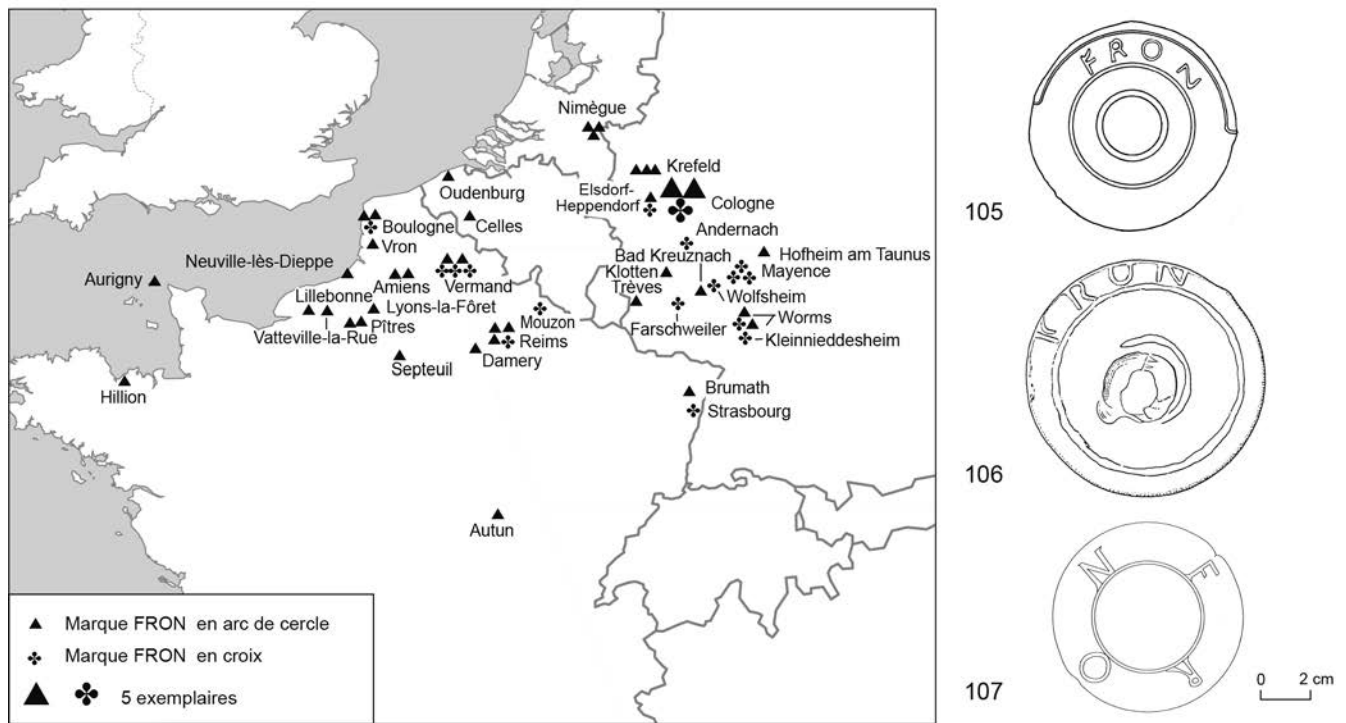 Nimègue
Krefeld
Oudenburg
Elsdorf-
Heppendorf
Cologne
Celles
Boulogne
Andernach
Vron
Bad Kreuznach
Hofheim am Taunus
Neuville-lès-Dieppe
Klotten
Mayence
Aurigny
Amiens
Vermand
Trèves
Lillebonne
Lyons-la-Fôret
Wolfsheim
Vatteville-la-Rue
Pîtres
Mouzon
Farschweiler
Worms
Reims
Kleinnieddesheim
Septeuil
Damery
Hillion
Brumath
Strasbourg
Autun
Marque FRON en arc de cercle
Marque FRON en croix
5 exemplaires
FRON
105
KRON
106
N F
O R
107
0 2 cm